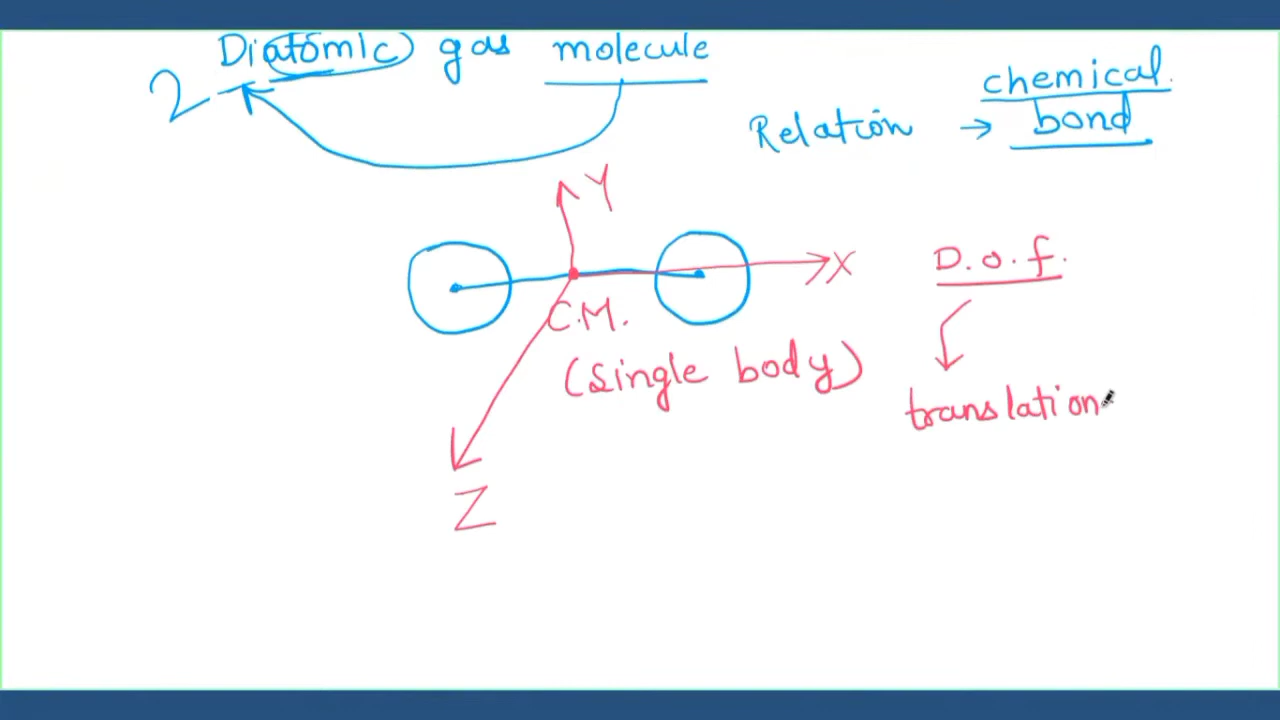 Diatomic gas molecule
2
chemical
Relation → bond
Y
X
D.o.f.
C.M.
(Single body)
translation
Z